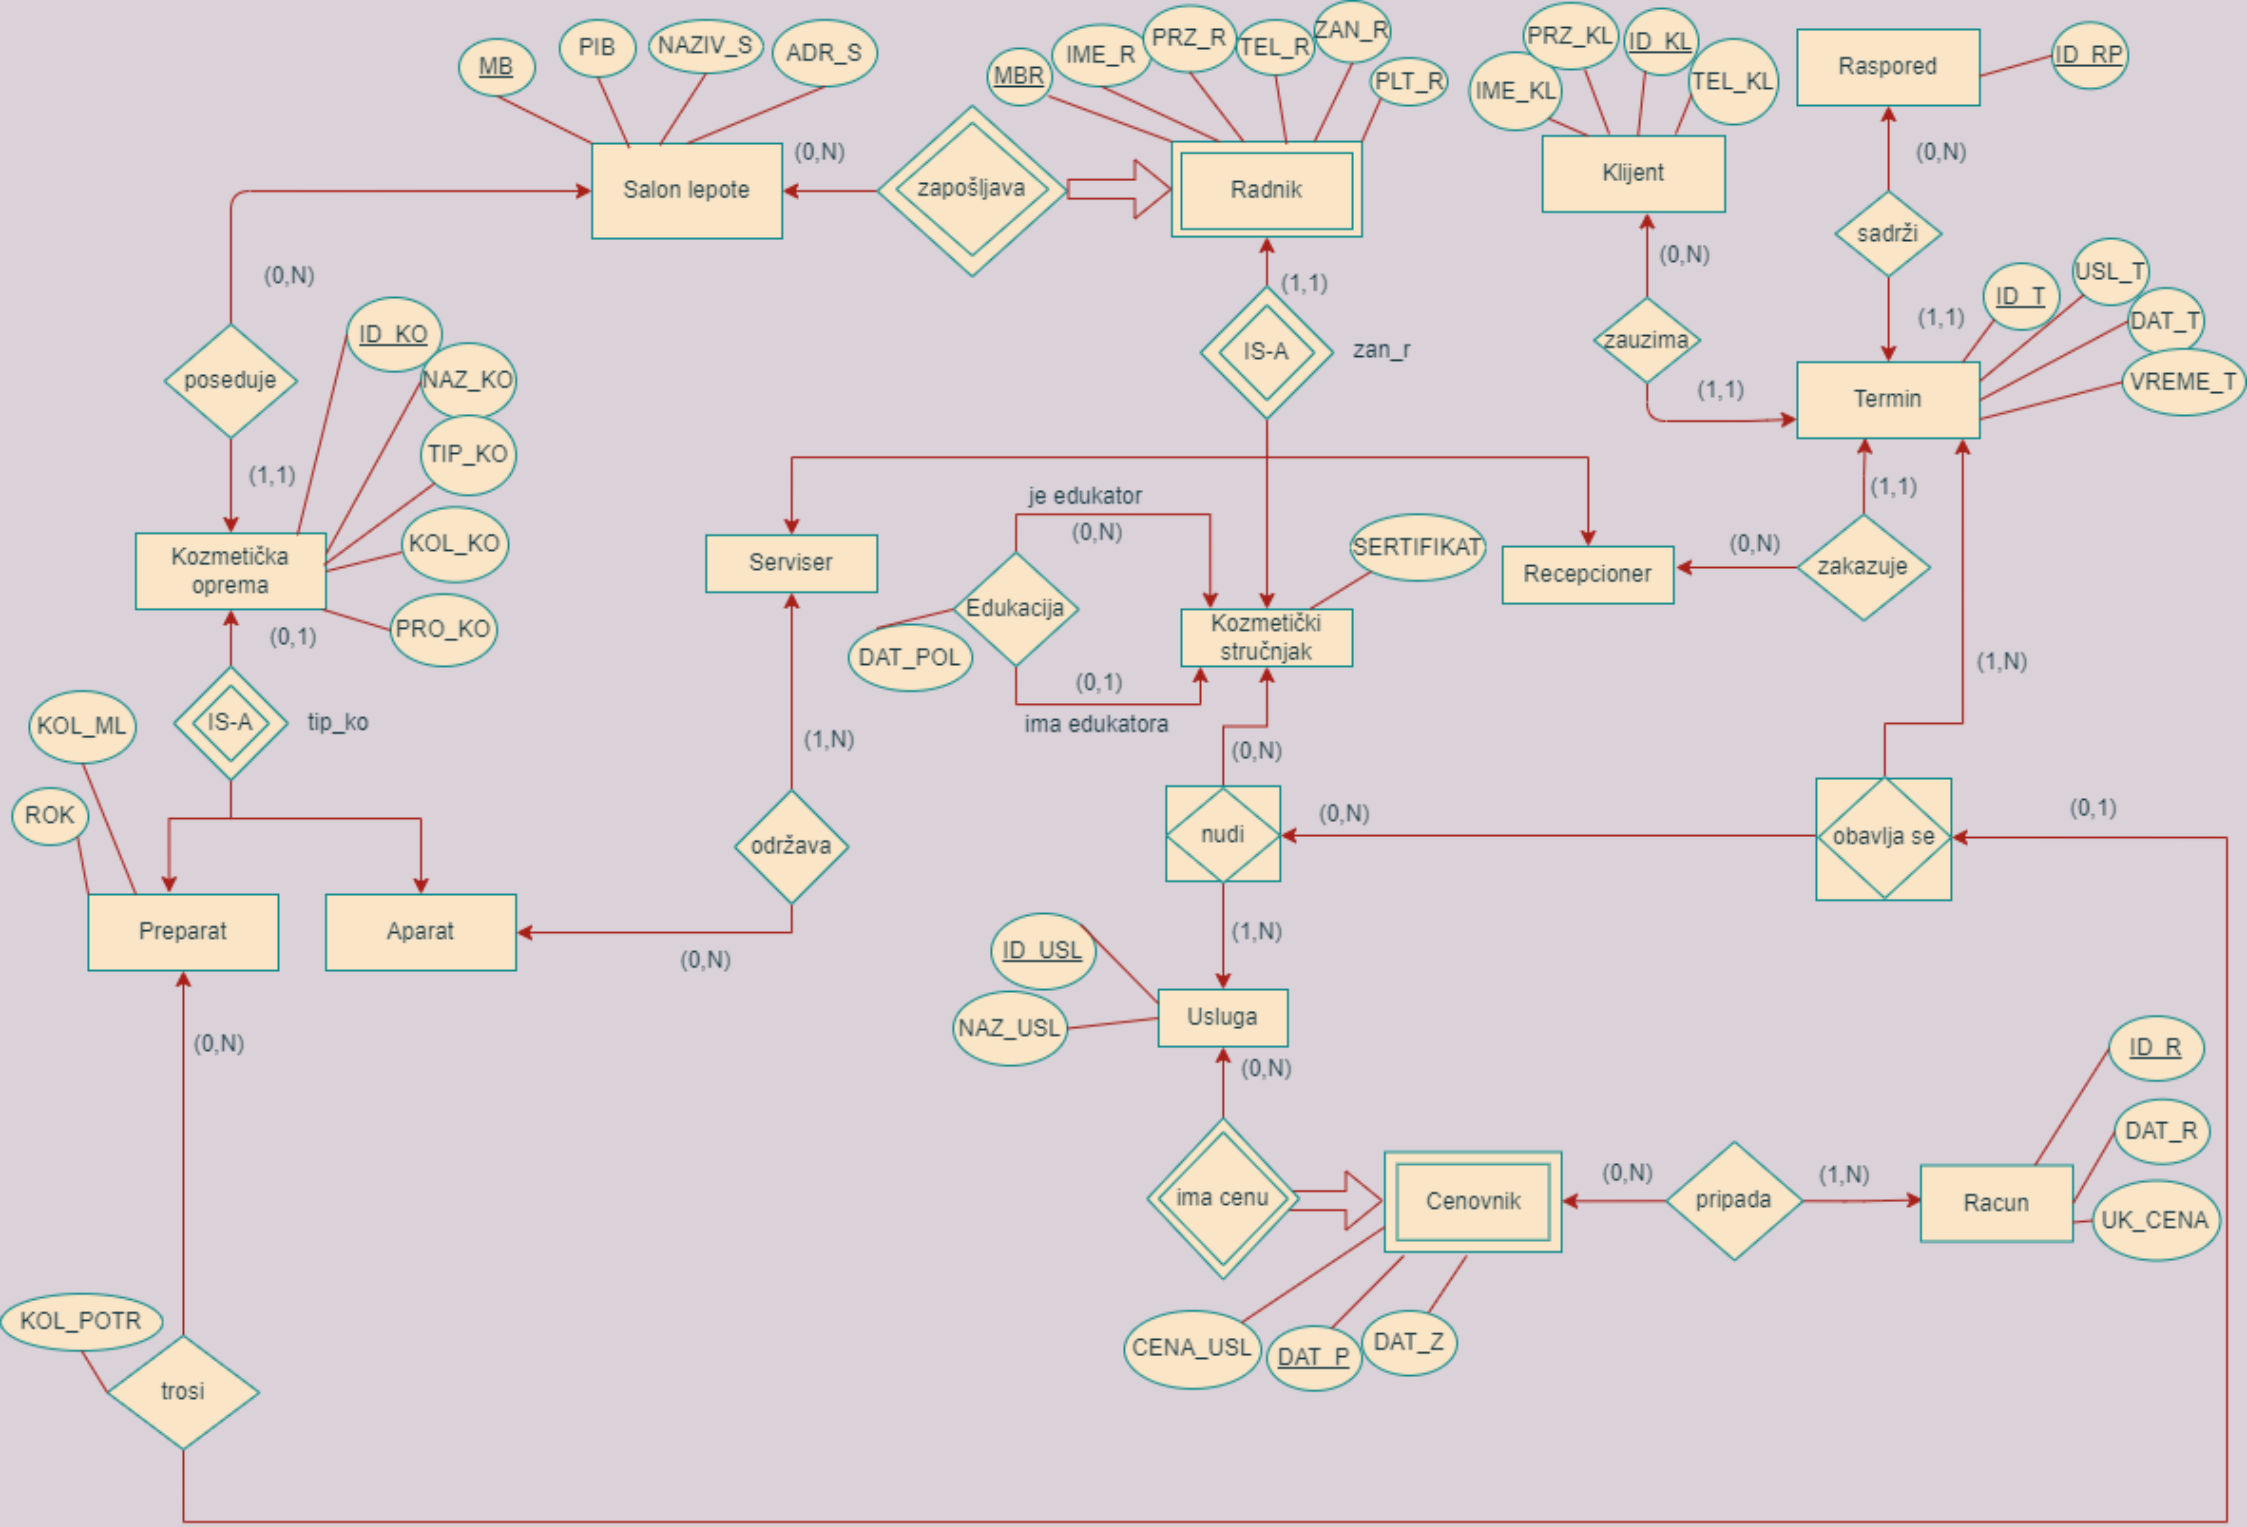 MB
PIB
NAZIV_S
ADR_S
MBR
IME_R
PRZ_R
TEL_R
ZAN_R
PLT_R
IME_KL
PRZ_KL
ID_KL
TEL_KL
Raspored
ID_RP
Salon lepote
(0,N)
zapošljava
Radnik
Klijent
(0,N)
sadrži
(0,N)
(0,N)
(1,1)
(1,1)
ID_T
USL_T
DAT_T
VREME_T
poseduje
ID_KO
NAZ_KO
TIP_KO
KOL_KO
PRO_KO
IS-A
zan_r
zauzima
(1,1)
Termin
(1,1)
Kozmetička
oprema
(0,1)
Serviser
je edukator
(0,N)
Edukacija
DAT_POL
(0,1)
ima edukatora
SERTIFIKAT
Kozmetički
stručnjak
Recepcioner
(0,N)
zakazuje
(1,1)
(1,N)
KOL_ML
IS-A
tip_ko
ROK
(1,N)
(0,N)
održava
nudi
(0,N)
obavlja se
(0,1)
Preparat
Aparat
(0,N)
(1,N)
ID_USL
NAZ_USL
Usluga
(0,N)
(0,N)
ima cenu
Cenovnik
(0,N)
pripada
(1,N)
Racun
ID_R
DAT_R
UK_CENA
KOL_POTR
trosi
CENA_USL
DAT_P
DAT_Z